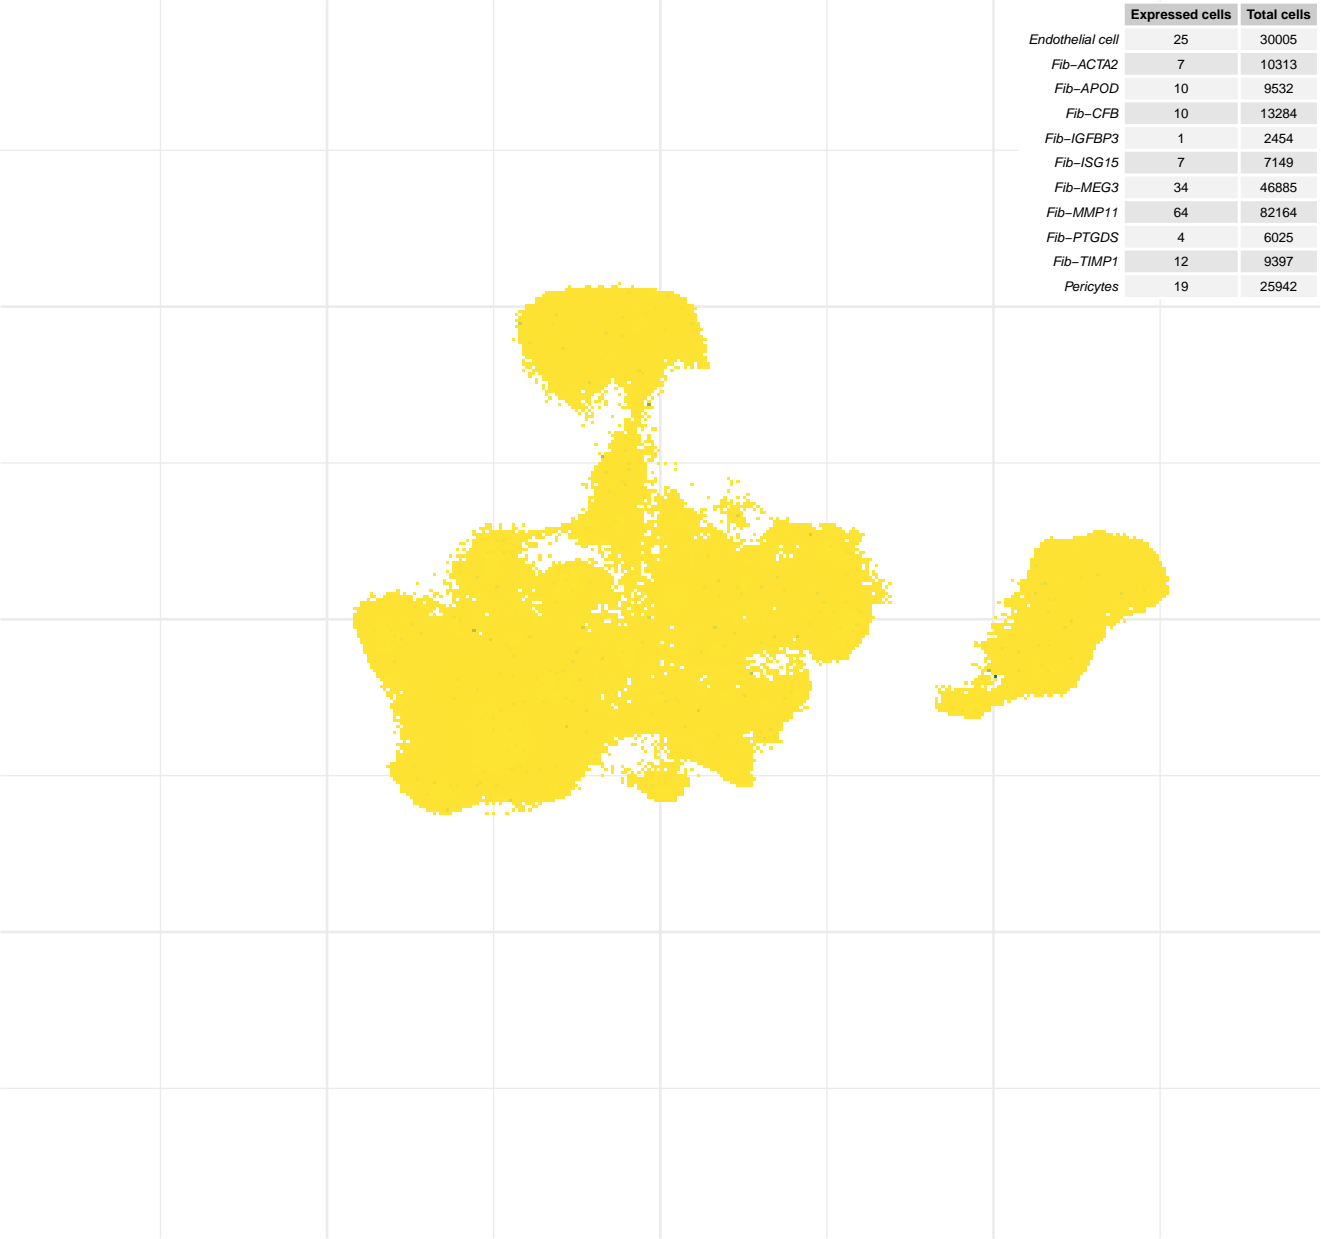 Expressed cells Total cells
Endothelial cell 25 30005
Fib−ACTA2 7 10313
Fib−APOD 10 9532
Fib−CFB 10 13284
Fib−IGFBP3 1 2454
Fib−ISG15 7 7149
Fib−MEG3 34 46885
Fib−MMP11 64 82164
Fib−PTGDS 4 6025
Fib−TIMP1 12 9397
Pericytes 19 25942